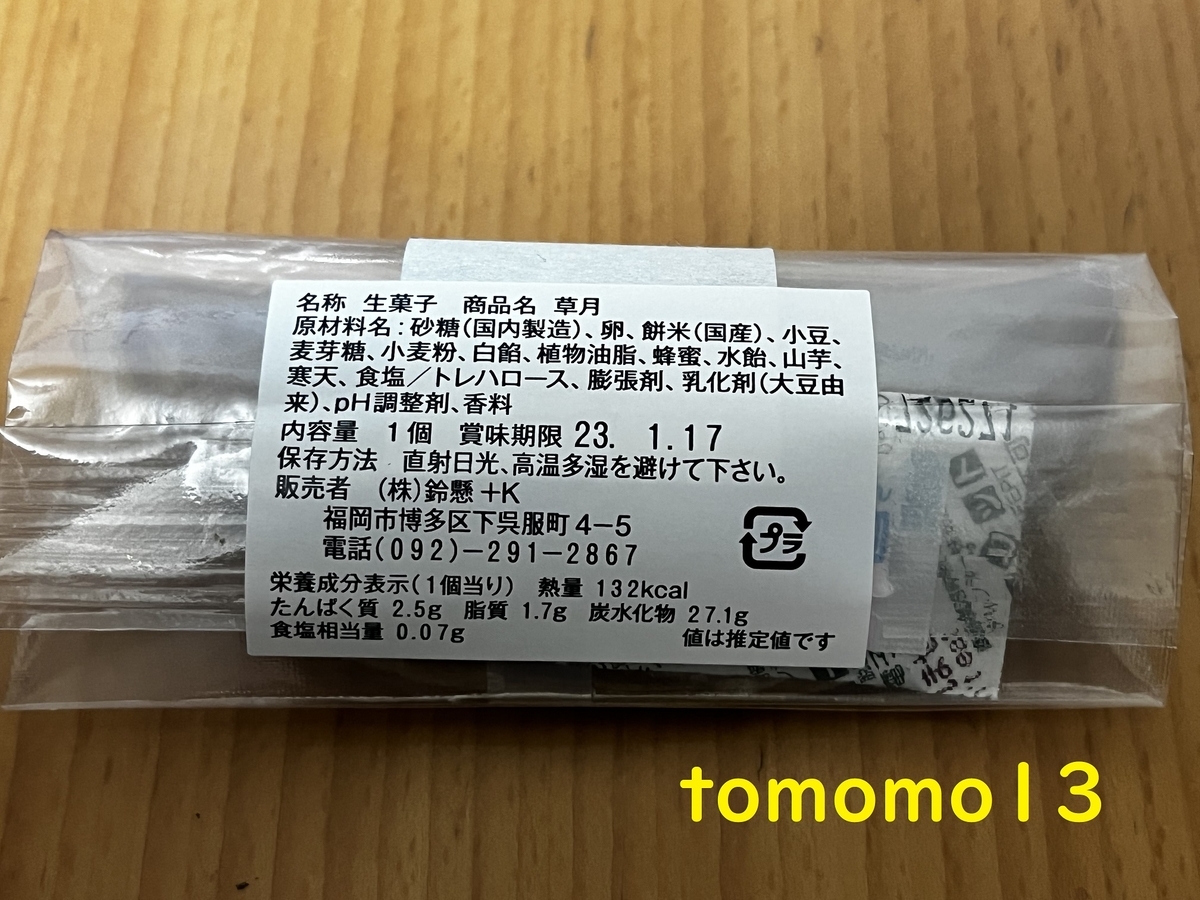 名称 生菓子 商品名 草月
原材料名:砂糖(国内製造)、卵、餅米(国産)、小豆、
麦芽糖、小麦粉、白餡、植物油脂、蜂蜜、水飴、山芋、
寒天、食塩/トレハロース、膨張剤、乳化剤(大豆由
来)、pH調整剤、香料
内容量 1個 賞味期限 23. 1.17
保存方法 直射日光、高温多湿を避けて下さい。
販売者 (株)鈴懸+K
福岡市博多区下呉服町4-5
電話(092)-291-2867
プラ
栄養成分表示(1個当り) 熱量 132kcal
たんぱく質 2.5g 脂質 1.7g 炭水化物 27.1g
食塩相当量 0.07g 値は推定値です
tomomo13